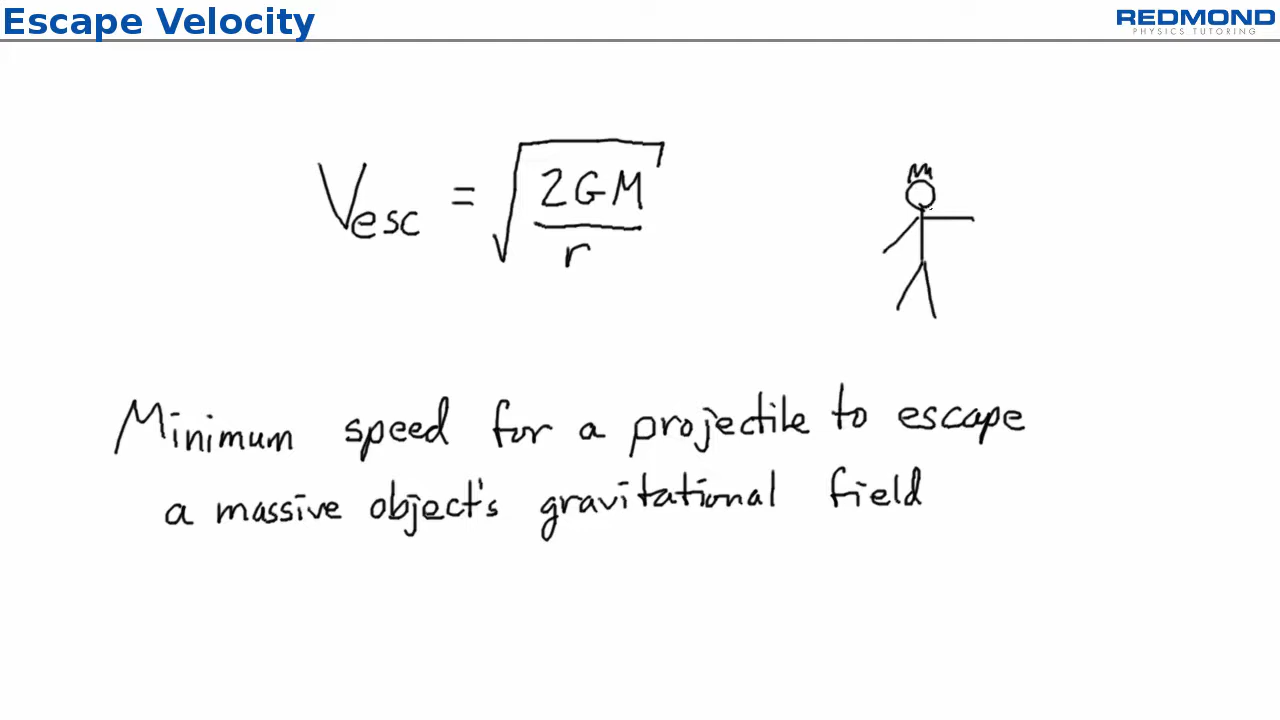 Escape Velocity
REDMOND
PHYSICS TUTORING
Vesc = √(2GM/r)
Minimum speed for a projectile to escape
a massive object's gravitational field